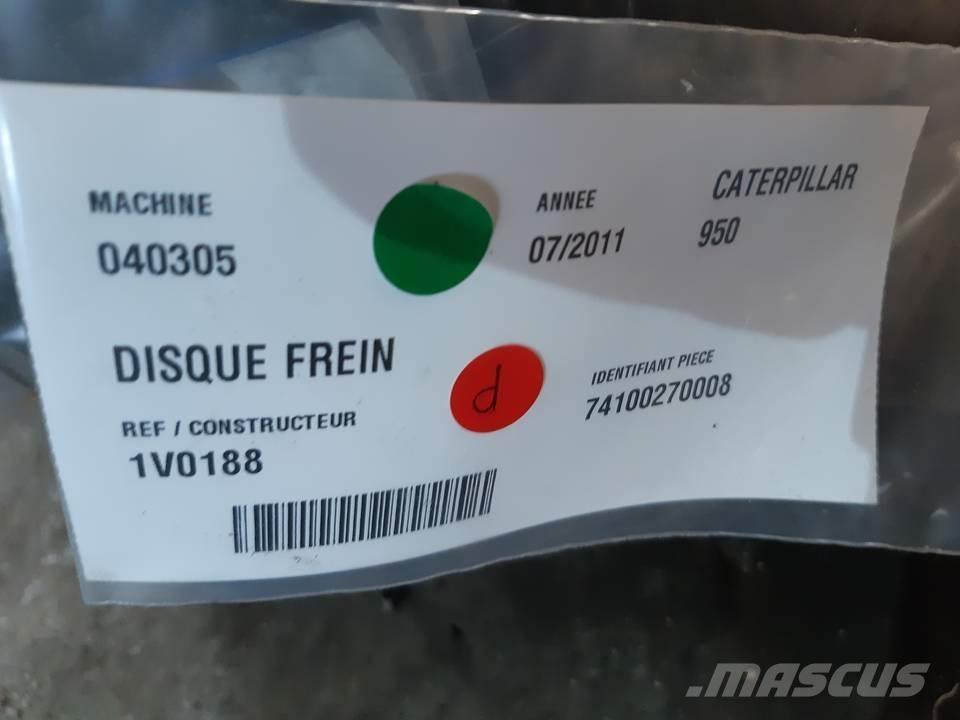 MACHINE
040305
ANNEE
07/2011
CATERPILLAR
950
DISQUE FREIN
d
REF / CONSTRUCTEUR
1V0188
IDENTIFIANT PIECE
74100270008
MASCUS